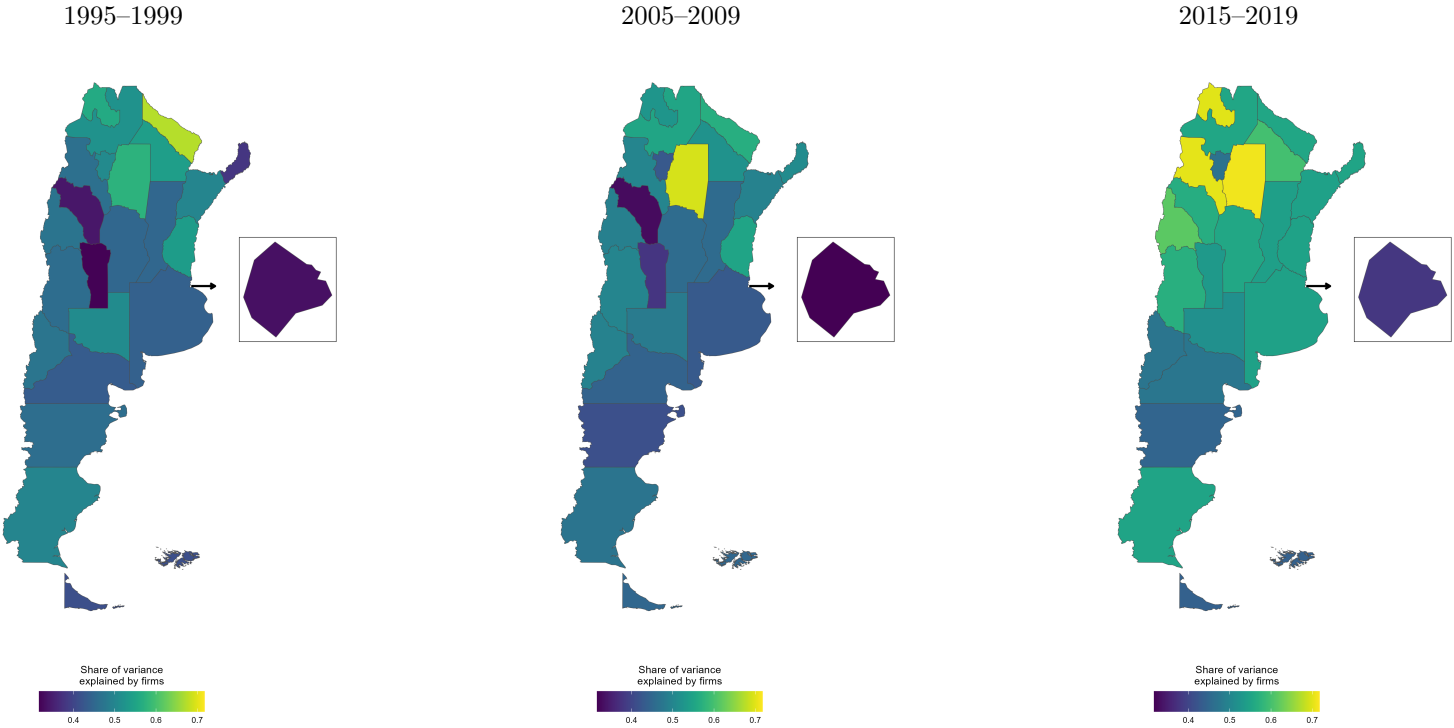 1995–1999
2005–2009
2015–2019
Share of variance
explained by firms
0.4 0.5 0.6 0.7
Share of variance
explained by firms
0.4 0.5 0.6 0.7
Share of variance
explained by firms
0.4 0.5 0.6 0.7